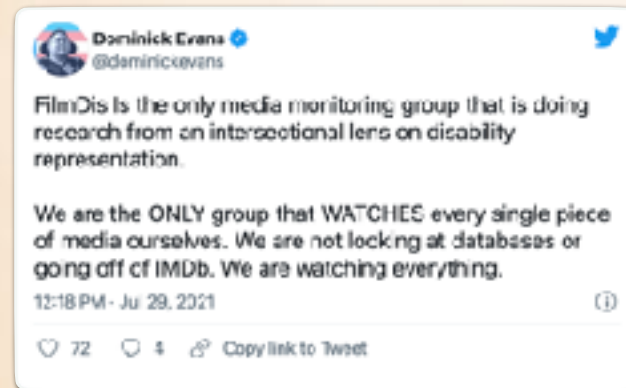 Dominick Evans
@dominickevans
FilmDis Is the only media monitoring group that is doing
research from an intersectional lens on disability
representation.
We are the ONLY group that WATCHES every single piece
of media ourselves. We are not looking at databases or
going off of IMDb. We are watching everything.
12:18 PM · Jul 29, 2021
72 4 Copy link to Tweet